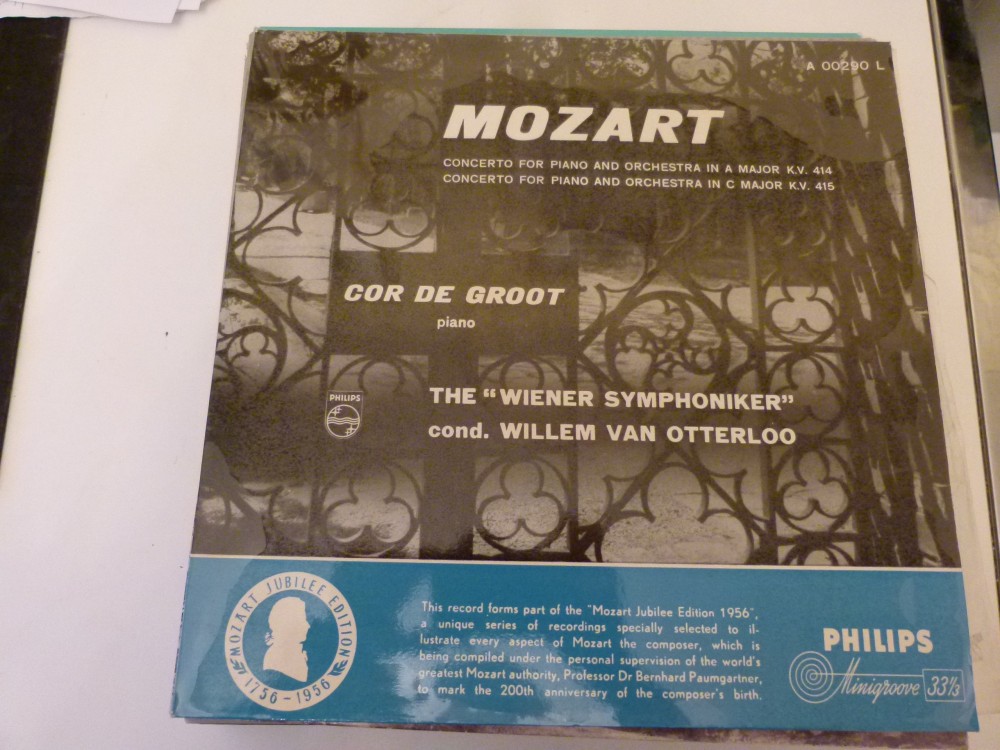 A 00290 L
MOZART
CONCERTO FOR PIANO AND ORCHESTRA IN A MAJOR K.V. 414
CONCERTO FOR PIANO AND ORCHESTRA IN C MAJOR K.V. 415
COR DE GROOT
piano
PHILIPS
THE "WIENER SYMPHONIKER"
cond. WILLEM VAN OTTERLOO
MOZART JUBILEE EDITION
1756-1956
This record forms part of the "Mozart Jubilee Edition 1956",
a unique series of recordings specially selected to il-
lustrate every aspect of Mozart the composer, which is
being compiled under the personal supervision of the world's
greatest Mozart authority, Professor Dr Bernhard Paumgartner,
to mark the 200th anniversary of the composer's birth.
PHILIPS
Minigroove 33⅓